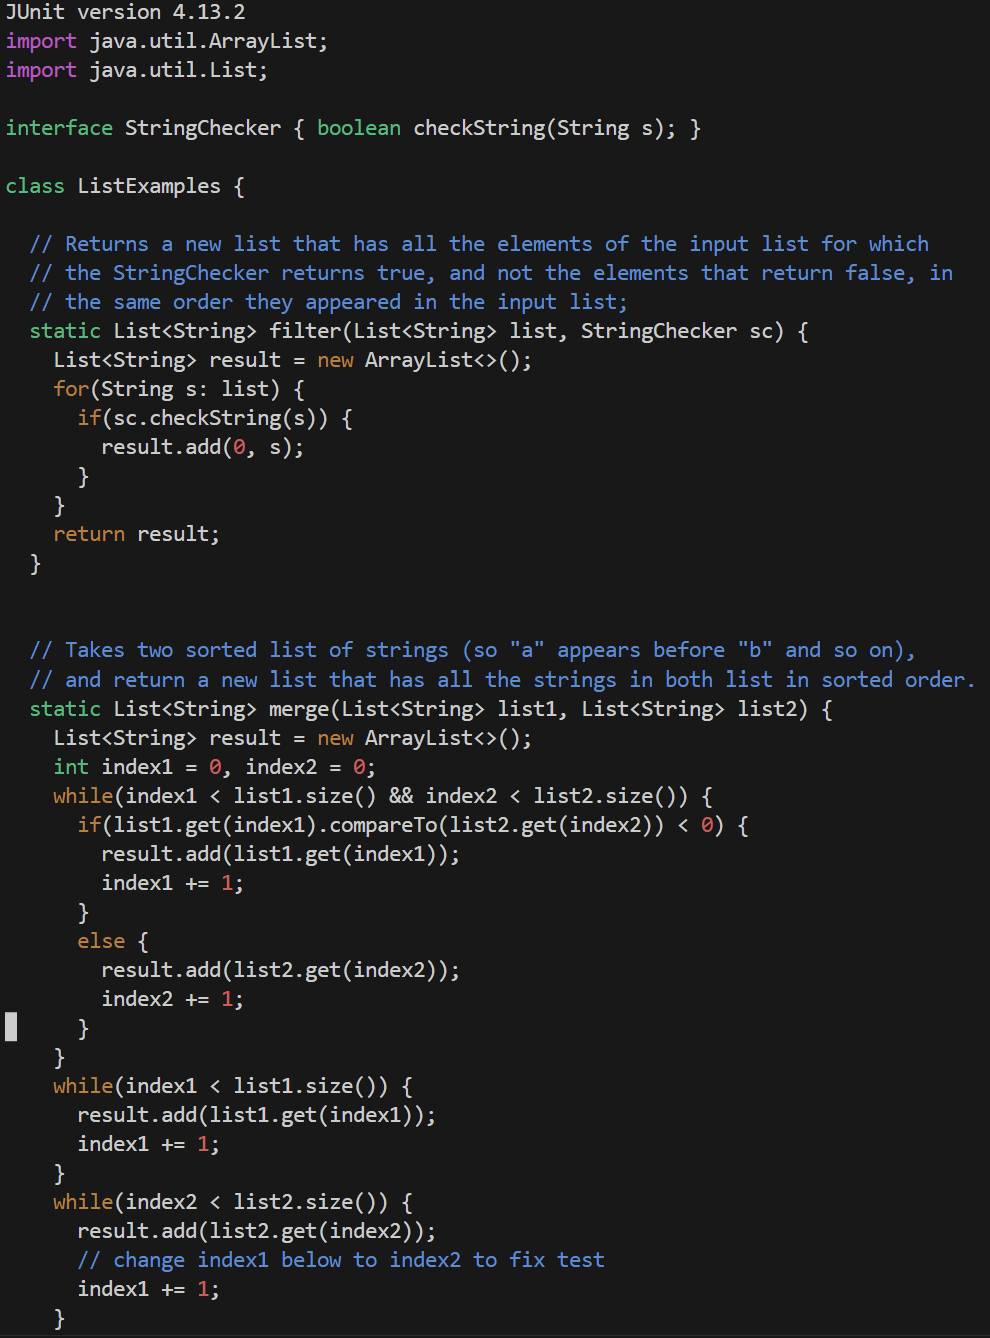 JUnit version 4.13.2
import java.util.ArrayList;
import java.util.List;

interface StringChecker { boolean checkString(String s); }

class ListExamples {

  // Returns a new list that has all the elements of the input list for which
  // the StringChecker returns true, and not the elements that return false, in
  // the same order they appeared in the input list;
  static List<String> filter(List<String> list, StringChecker sc) {
    List<String> result = new ArrayList<>();
    for(String s: list) {
      if(sc.checkString(s)) {
        result.add(0, s);
      }
    }
    return result;
  }


  // Takes two sorted list of strings (so "a" appears before "b" and so on),
  // and return a new list that has all the strings in both list in sorted order.
  static List<String> merge(List<String> list1, List<String> list2) {
    List<String> result = new ArrayList<>();
    int index1 = 0, index2 = 0;
    while(index1 < list1.size() && index2 < list2.size()) {
      if(list1.get(index1).compareTo(list2.get(index2)) < 0) {
        result.add(list1.get(index1));
        index1 += 1;
      }
      else {
        result.add(list2.get(index2));
        index2 += 1;
      }
    }
    while(index1 < list1.size()) {
      result.add(list1.get(index1));
      index1 += 1;
    }
    while(index2 < list2.size()) {
      result.add(list2.get(index2));
      // change index1 below to index2 to fix test
      index1 += 1;
    }